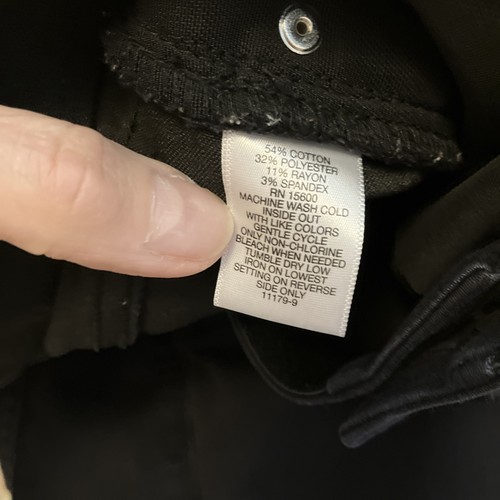 54% COTTON
32% POLYESTER
11% RAYON
3% SPANDEX
RN 15600
MACHINE WASH COLD
INSIDE OUT
WITH LIKE COLORS
GENTLE CYCLE
ONLY NON-CHLORINE
BLEACH WHEN NEEDED
TUMBLE DRY LOW
IRON ON LOWEST
SETTING ON REVERSE
SIDE ONLY
11179-9